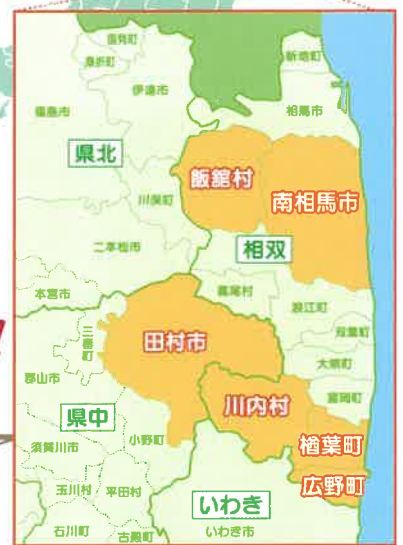 国見町
桑折町
新地町
伊達市
相馬市
福島市
県北
飯舘村
南相馬市
川俣町
相双
二本松市
葛尾村
浪江町
本宮市
双葉町
三春町
田村市
大熊町
郡山市
富岡町
川内村
県中
小野町
楢葉町
須賀川市
広野町
玉川村
平田村
いわき
石川町
古殿町
いわき市